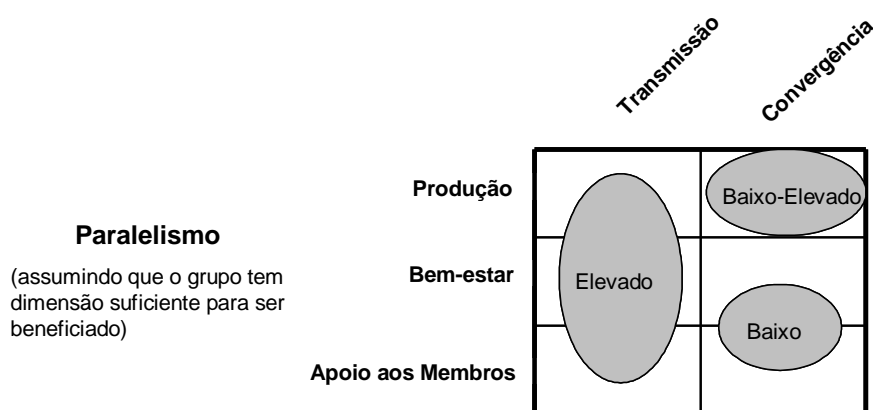 Transmissão
Convergência
Produção
Baixo-Elevado
Paralelismo
(assumindo que o grupo tem
dimensão suficiente para ser
beneficiado)
Bem-estar
Elevado
Baixo
Apoio aos Membros